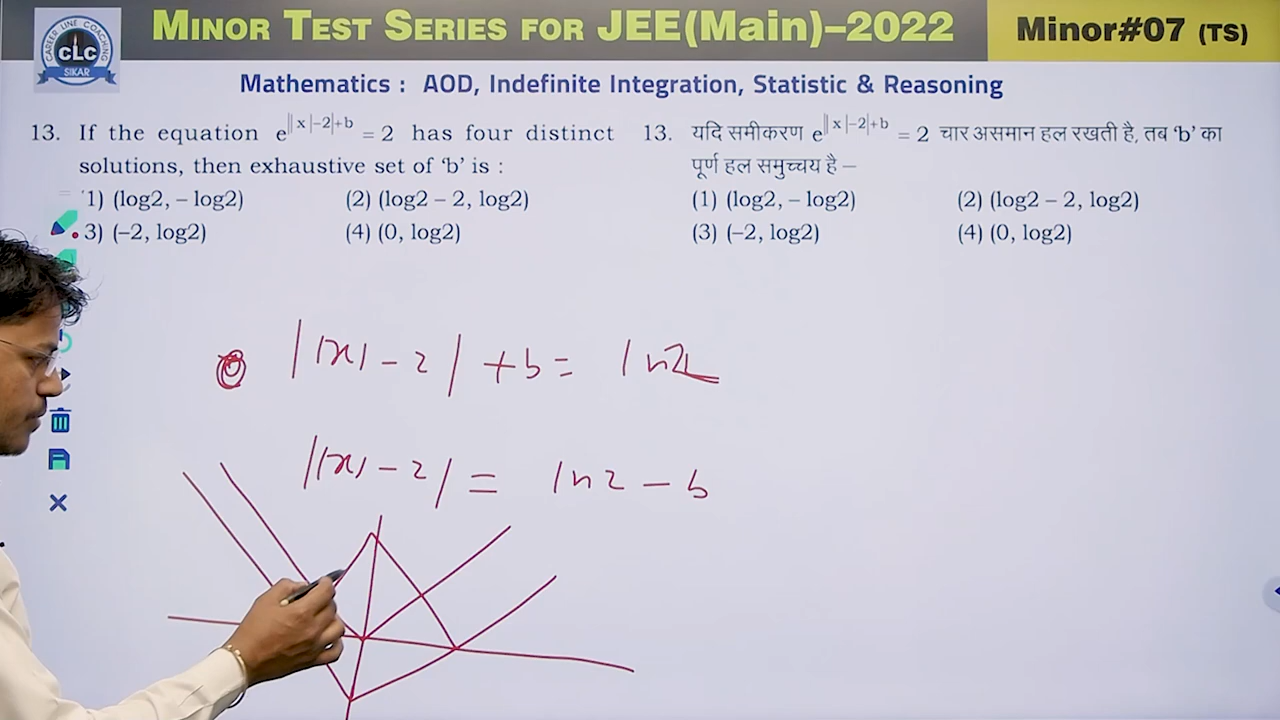 MINOR TEST SERIES FOR JEE(MAIN)–2022
Minor#07 (TS)
CAREER LINE COACHING
CLC
SIKAR
Mathematics : AOD, Indefinite Integration, Statistic & Reasoning
13. If the equation e^{||x|–2|+b} = 2 has four distinct
solutions, then exhaustive set of ‘b’ is :
1) (log2, – log2) (2) (log2 – 2, log2)
3) (–2, log2) (4) (0, log2)
13. यदि समीकरण e^{||x|–2|+b} = 2 चार असमान हल रखती है, तब ‘b’ का
पूर्ण हल समुच्चय है –
(1) (log2, – log2) (2) (log2 – 2, log2)
(3) (–2, log2) (4) (0, log2)
||x| – 2| + b = ln2
||x| – 2| = ln2 – b